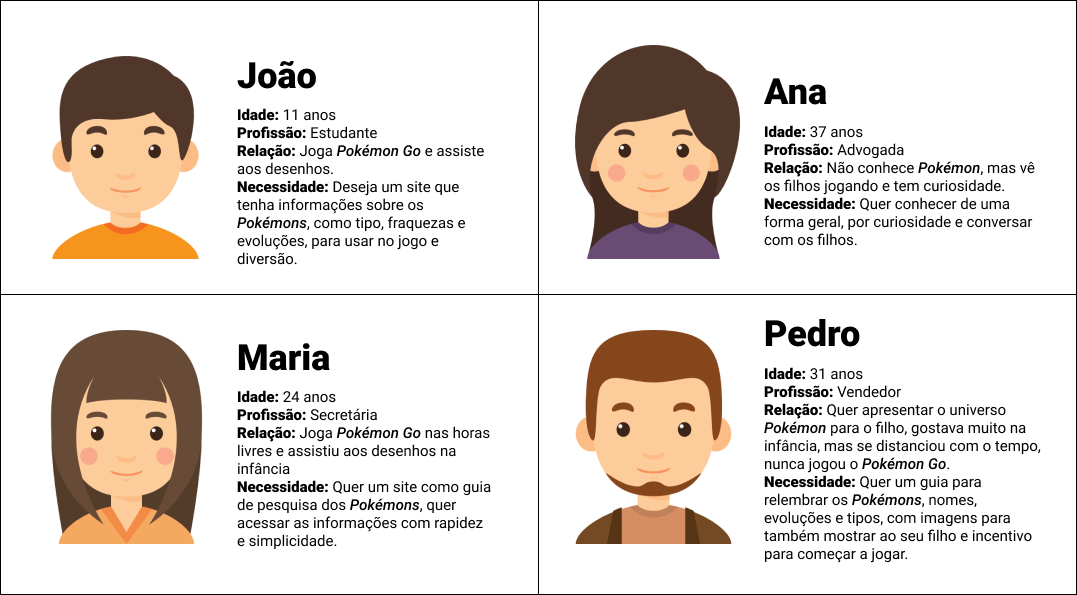 João
Idade: 11 anos
Profissão: Estudante
Relação: Joga Pokémon Go e assiste
aos desenhos.
Necessidade: Deseja um site que
tenha informações sobre os
Pokémons, como tipo, fraquezas e
evoluções, para usar no jogo e
diversão.
Ana
Idade: 37 anos
Profissão: Advogada
Relação: Não conhece Pokémon, mas vê
os filhos jogando e tem curiosidade.
Necessidade: Quer conhecer de uma
forma geral, por curiosidade e conversar
com os filhos.
Maria
Idade: 24 anos
Profissão: Secretária
Relação: Joga Pokémon Go nas horas
livres e assistiu aos desenhos na
infância
Necessidade: Quer um site como guia
de pesquisa dos Pokémons, quer
acessar as informações com rapidez
e simplicidade.
Pedro
Idade: 31 anos
Profissão: Vendedor
Relação: Quer apresentar o universo
Pokémon para o filho, gostava muito na
infância, mas se distanciou com o tempo,
nunca jogou o Pokémon Go.
Necessidade: Quer um guia para
relembrar os Pokémons, nomes,
evoluções e tipos, com imagens para
também mostrar ao seu filho e incentivo
para começar a jogar.